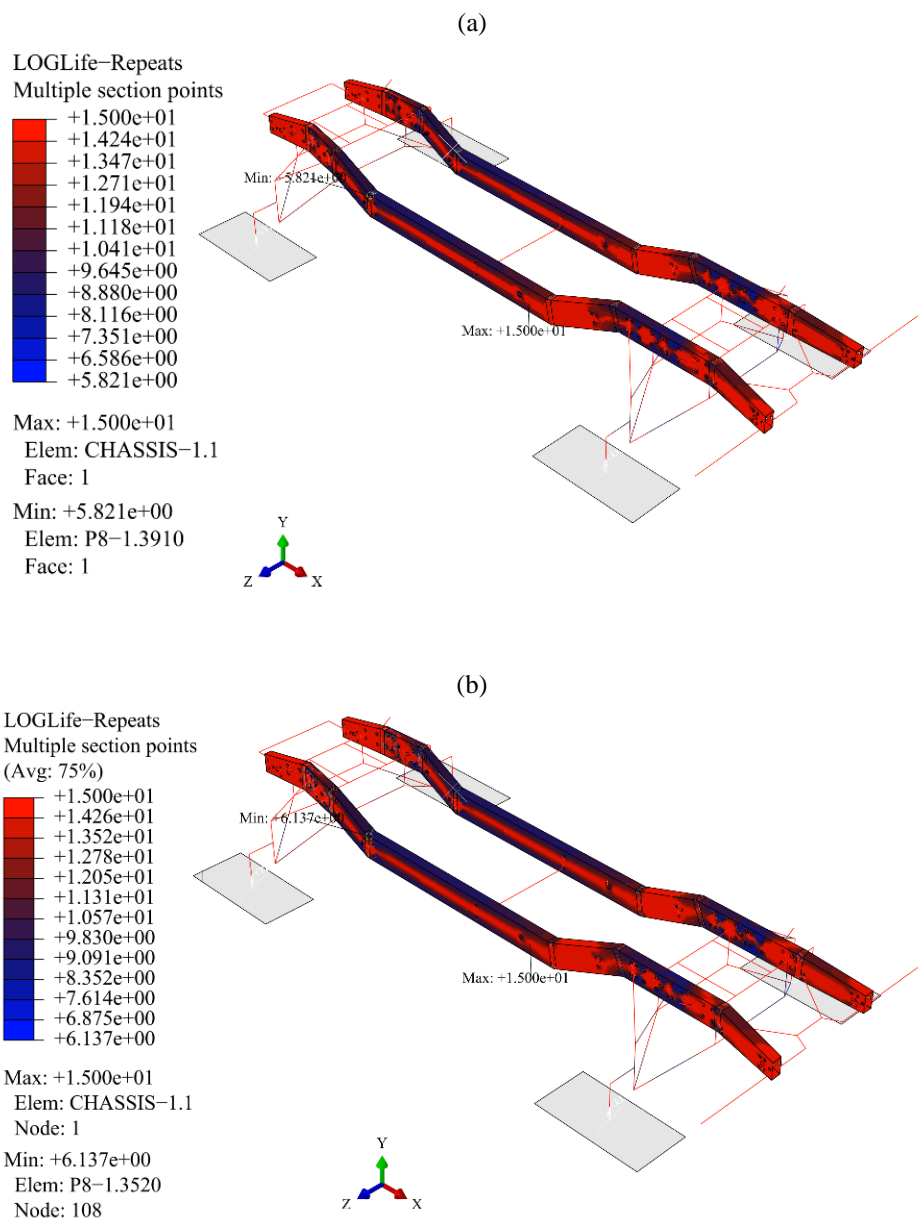 (a)
LOGLife−Repeats
Multiple section points
+1.500e+01
+1.424e+01
+1.347e+01
+1.271e+01
+1.194e+01
+1.118e+01
+1.041e+01
+9.645e+00
+8.880e+00
+8.116e+00
+7.351e+00
+6.586e+00
+5.821e+00
Max: +1.500e+01
Elem: CHASSIS−1.1
Face: 1
Min: +5.821e+00
Elem: P8−1.3910
Face: 1
Min: +5.821e+00
Max: +1.500e+01
Y
Z
X
(b)
LOGLife−Repeats
Multiple section points
(Avg: 75%)
+1.500e+01
+1.426e+01
+1.352e+01
+1.278e+01
+1.205e+01
+1.131e+01
+1.057e+01
+9.830e+00
+9.091e+00
+8.352e+00
+7.614e+00
+6.875e+00
+6.137e+00
Max: +1.500e+01
Elem: CHASSIS−1.1
Node: 1
Min: +6.137e+00
Elem: P8−1.3520
Node: 108
Min: +6.137e+00
Max: +1.500e+01
Y
Z
X